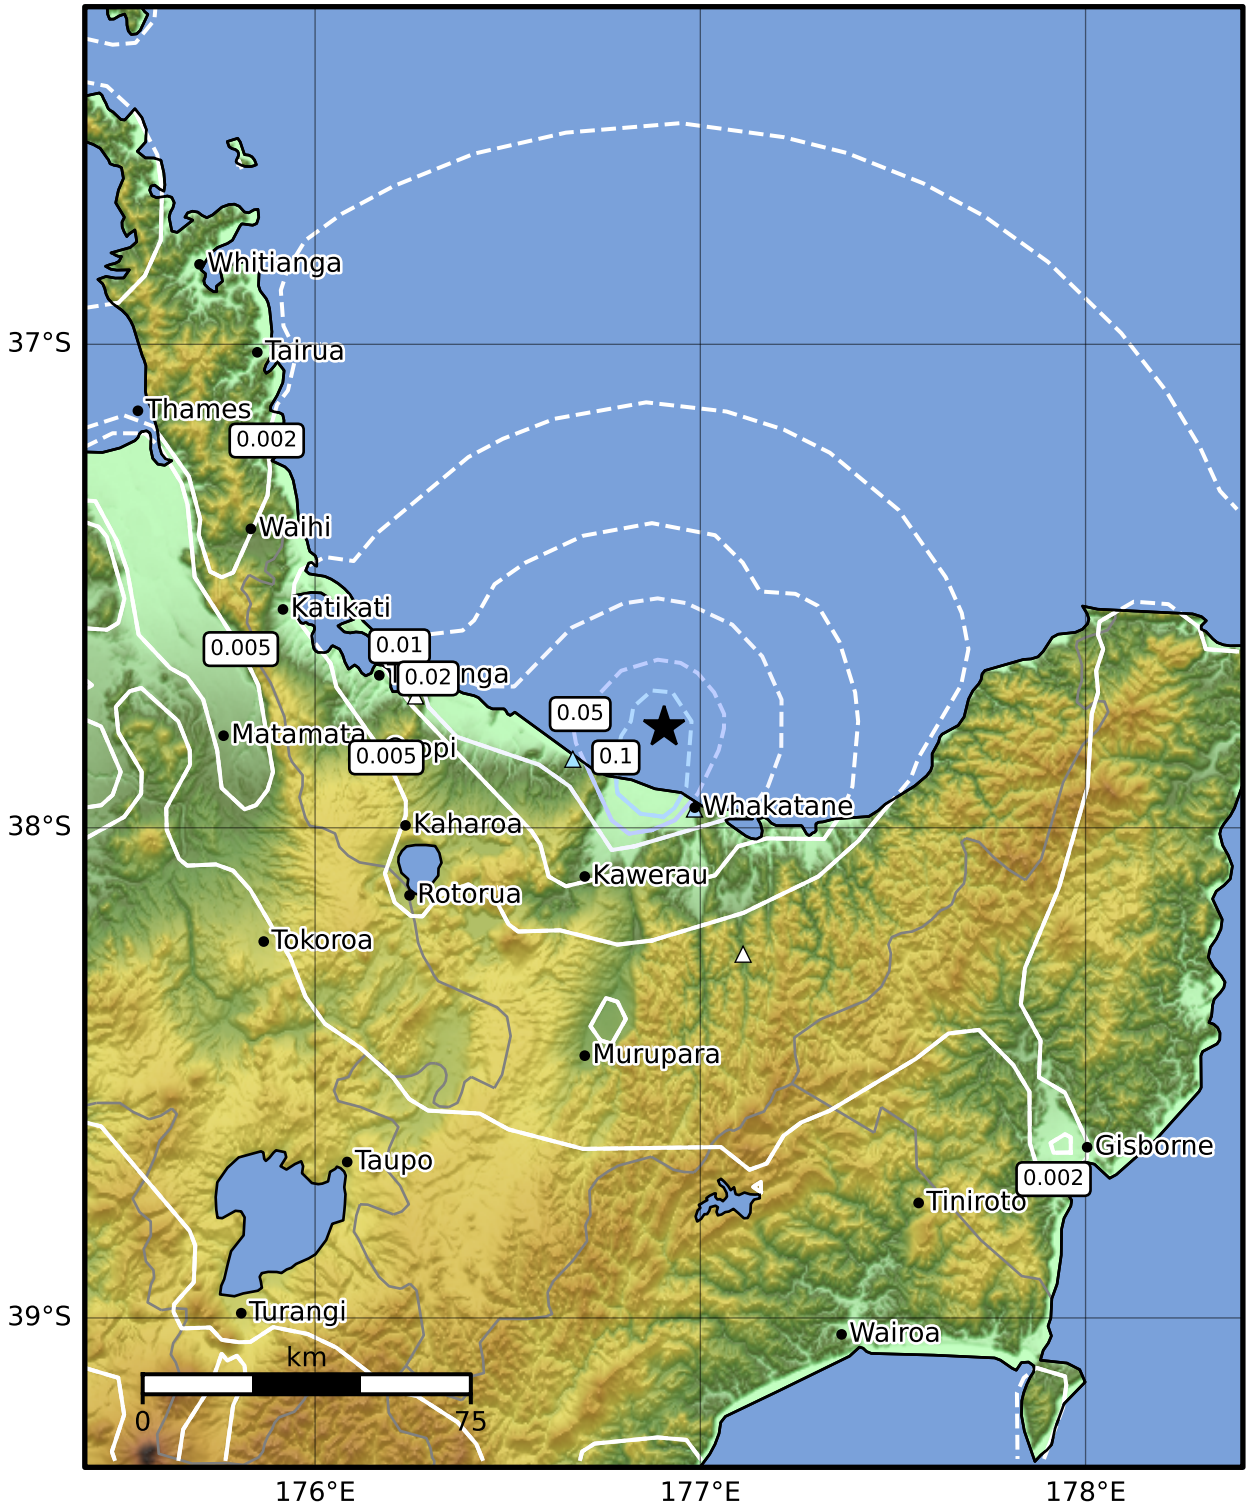 Whitianga
37°S
Tairua
Thames
0.002
Waihi
Katikati
0.005
0.01
nga
0.02
0.05
Matamata
ppi
0.005
0.1
Whakatane
38°S
Kaharoa
Kawerau
Rotorua
Tokoroa
Murupara
Gisborne
Taupo
0.002
Tiniroto
39°S
Turangi
Wairoa
km
0
75
176°E
177°E
178°E